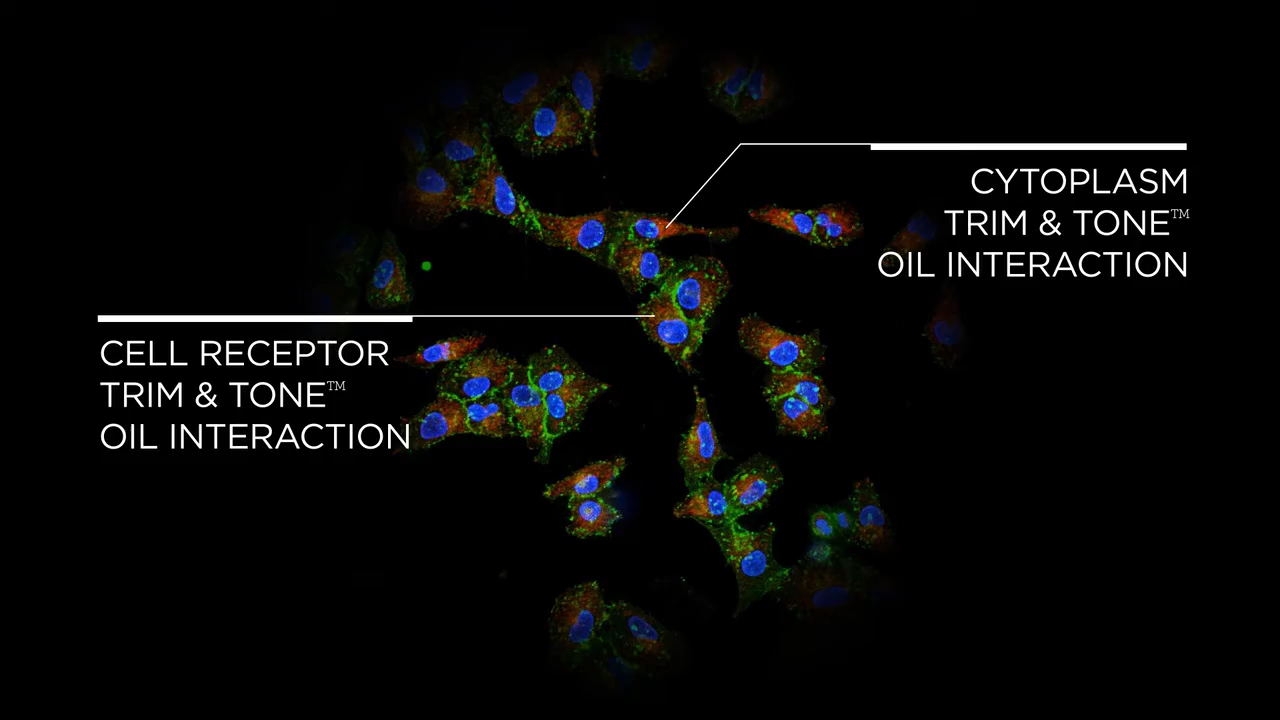 CYTOPLASM
TRIM & TONE™
OIL INTERACTION
CELL RECEPTOR
TRIM & TONE™
OIL INTERACTION